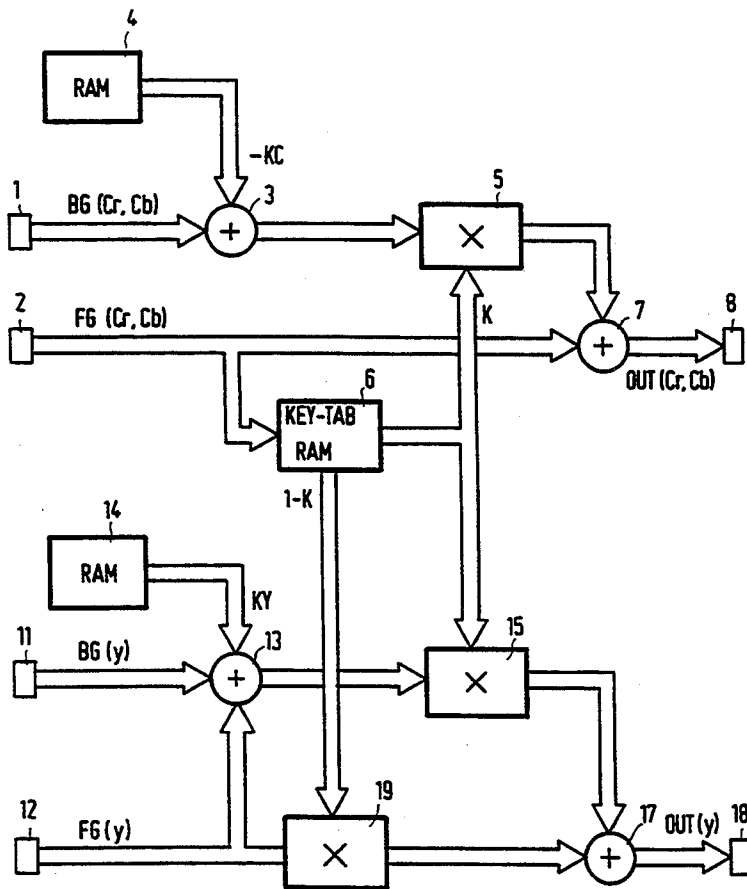 4
RAM
-KC
1
BG (Cr, Cb)
3
5
+
×
2
FG (Cr, Cb)
K
7
8
+
OUT (Cr, Cb)
6
KEY-TAB
RAM
1-K
14
RAM
KY
11
BG (y)
13
15
+
×
12
FG (y)
19
17
OUT (y)
18
×
+